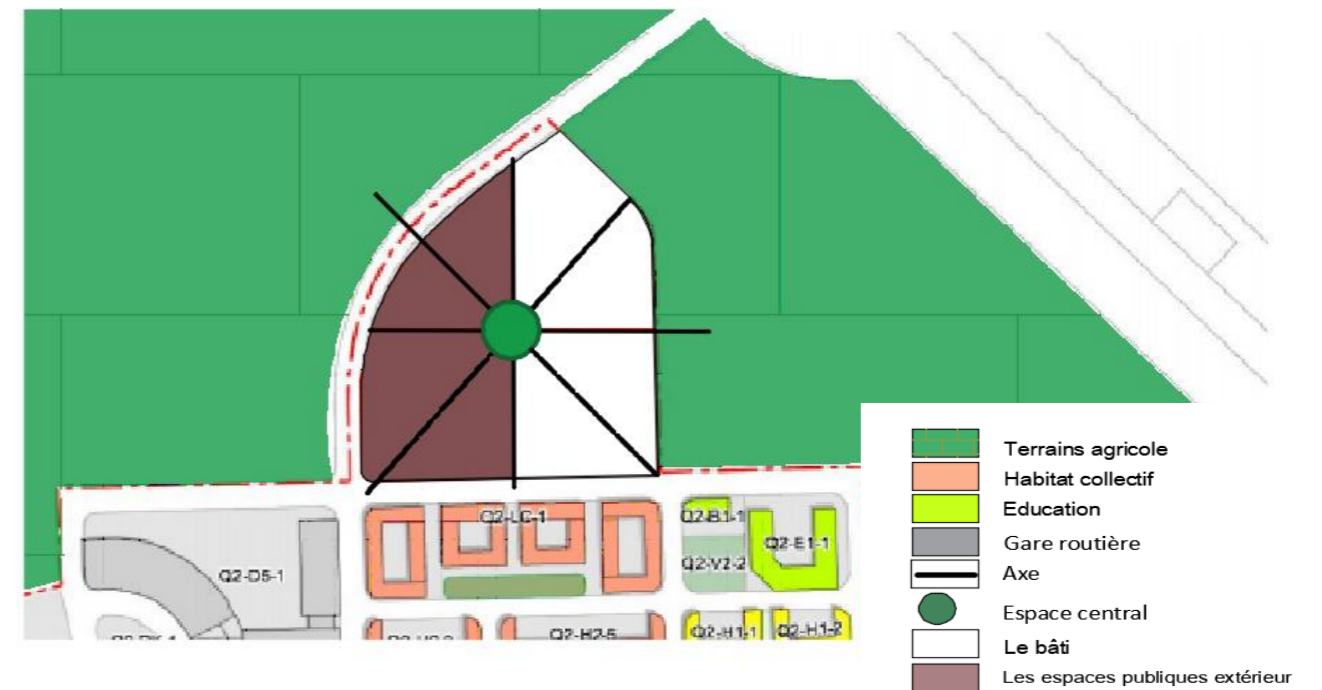 Q2-LC-1
Q2-B1-1
Q2-E1-1
Q2-V2-2
Q2-D5-1
Q2-H2-5
Q2-H1-1
Q2-H1-2
Terrains agricole
Habitat collectif
Education
Gare routière
Axe
Espace central
Le bâti
Les espaces publiques extérieur